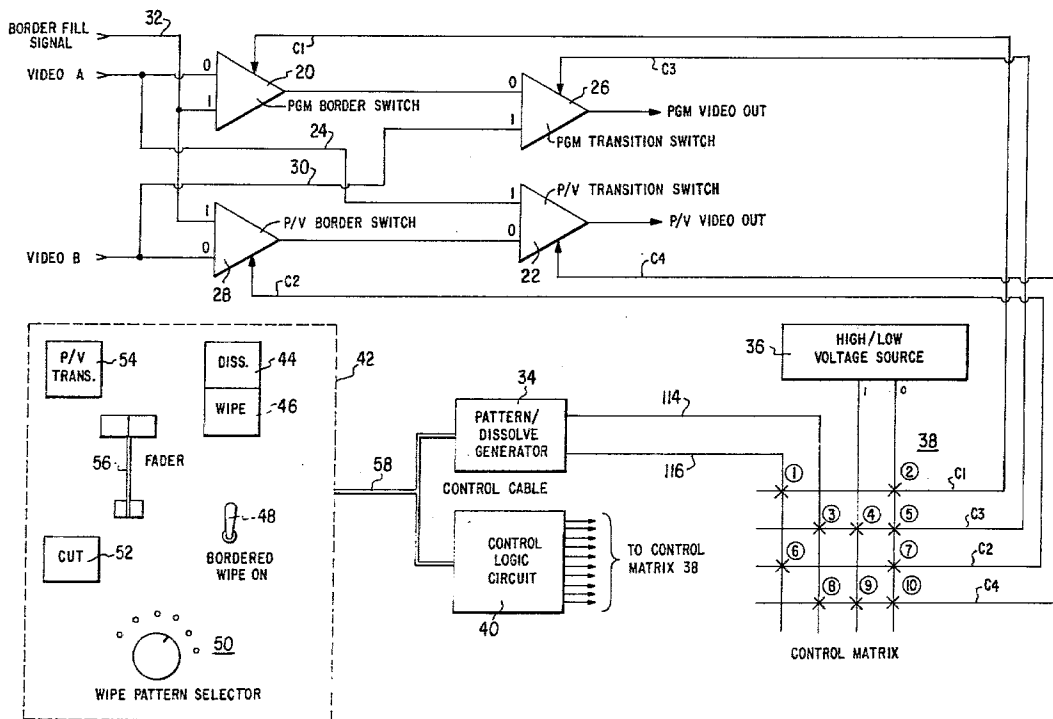 BORDER FILL
SIGNAL
32
C1
VIDEO A
0
20
1
PGM BORDER SWITCH
C3
0
26
PGM VIDEO OUT
1
PGM TRANSITION SWITCH
24
30
1
P/V BORDER SWITCH
0
VIDEO B
28
C2
P/V TRANSITION SWITCH
1
P/V VIDEO OUT
0
22
C4
P/V
TRANS.
54
DISS.
44
WIPE
46
42
56
FADER
48
BORDERED
WIPE ON
CUT
52
50
WIPE PATTERN SELECTOR
58
CONTROL CABLE
34
PATTERN/
DISSOLVE
GENERATOR
114
116
CONTROL
LOGIC
CIRCUIT
40
TO CONTROL
MATRIX 38
36
HIGH/LOW
VOLTAGE SOURCE
1
0
38
① ② C1
③ ④ ⑤ C3
⑥ ⑦ C2
⑧ ⑨ ⑩ C4
CONTROL MATRIX